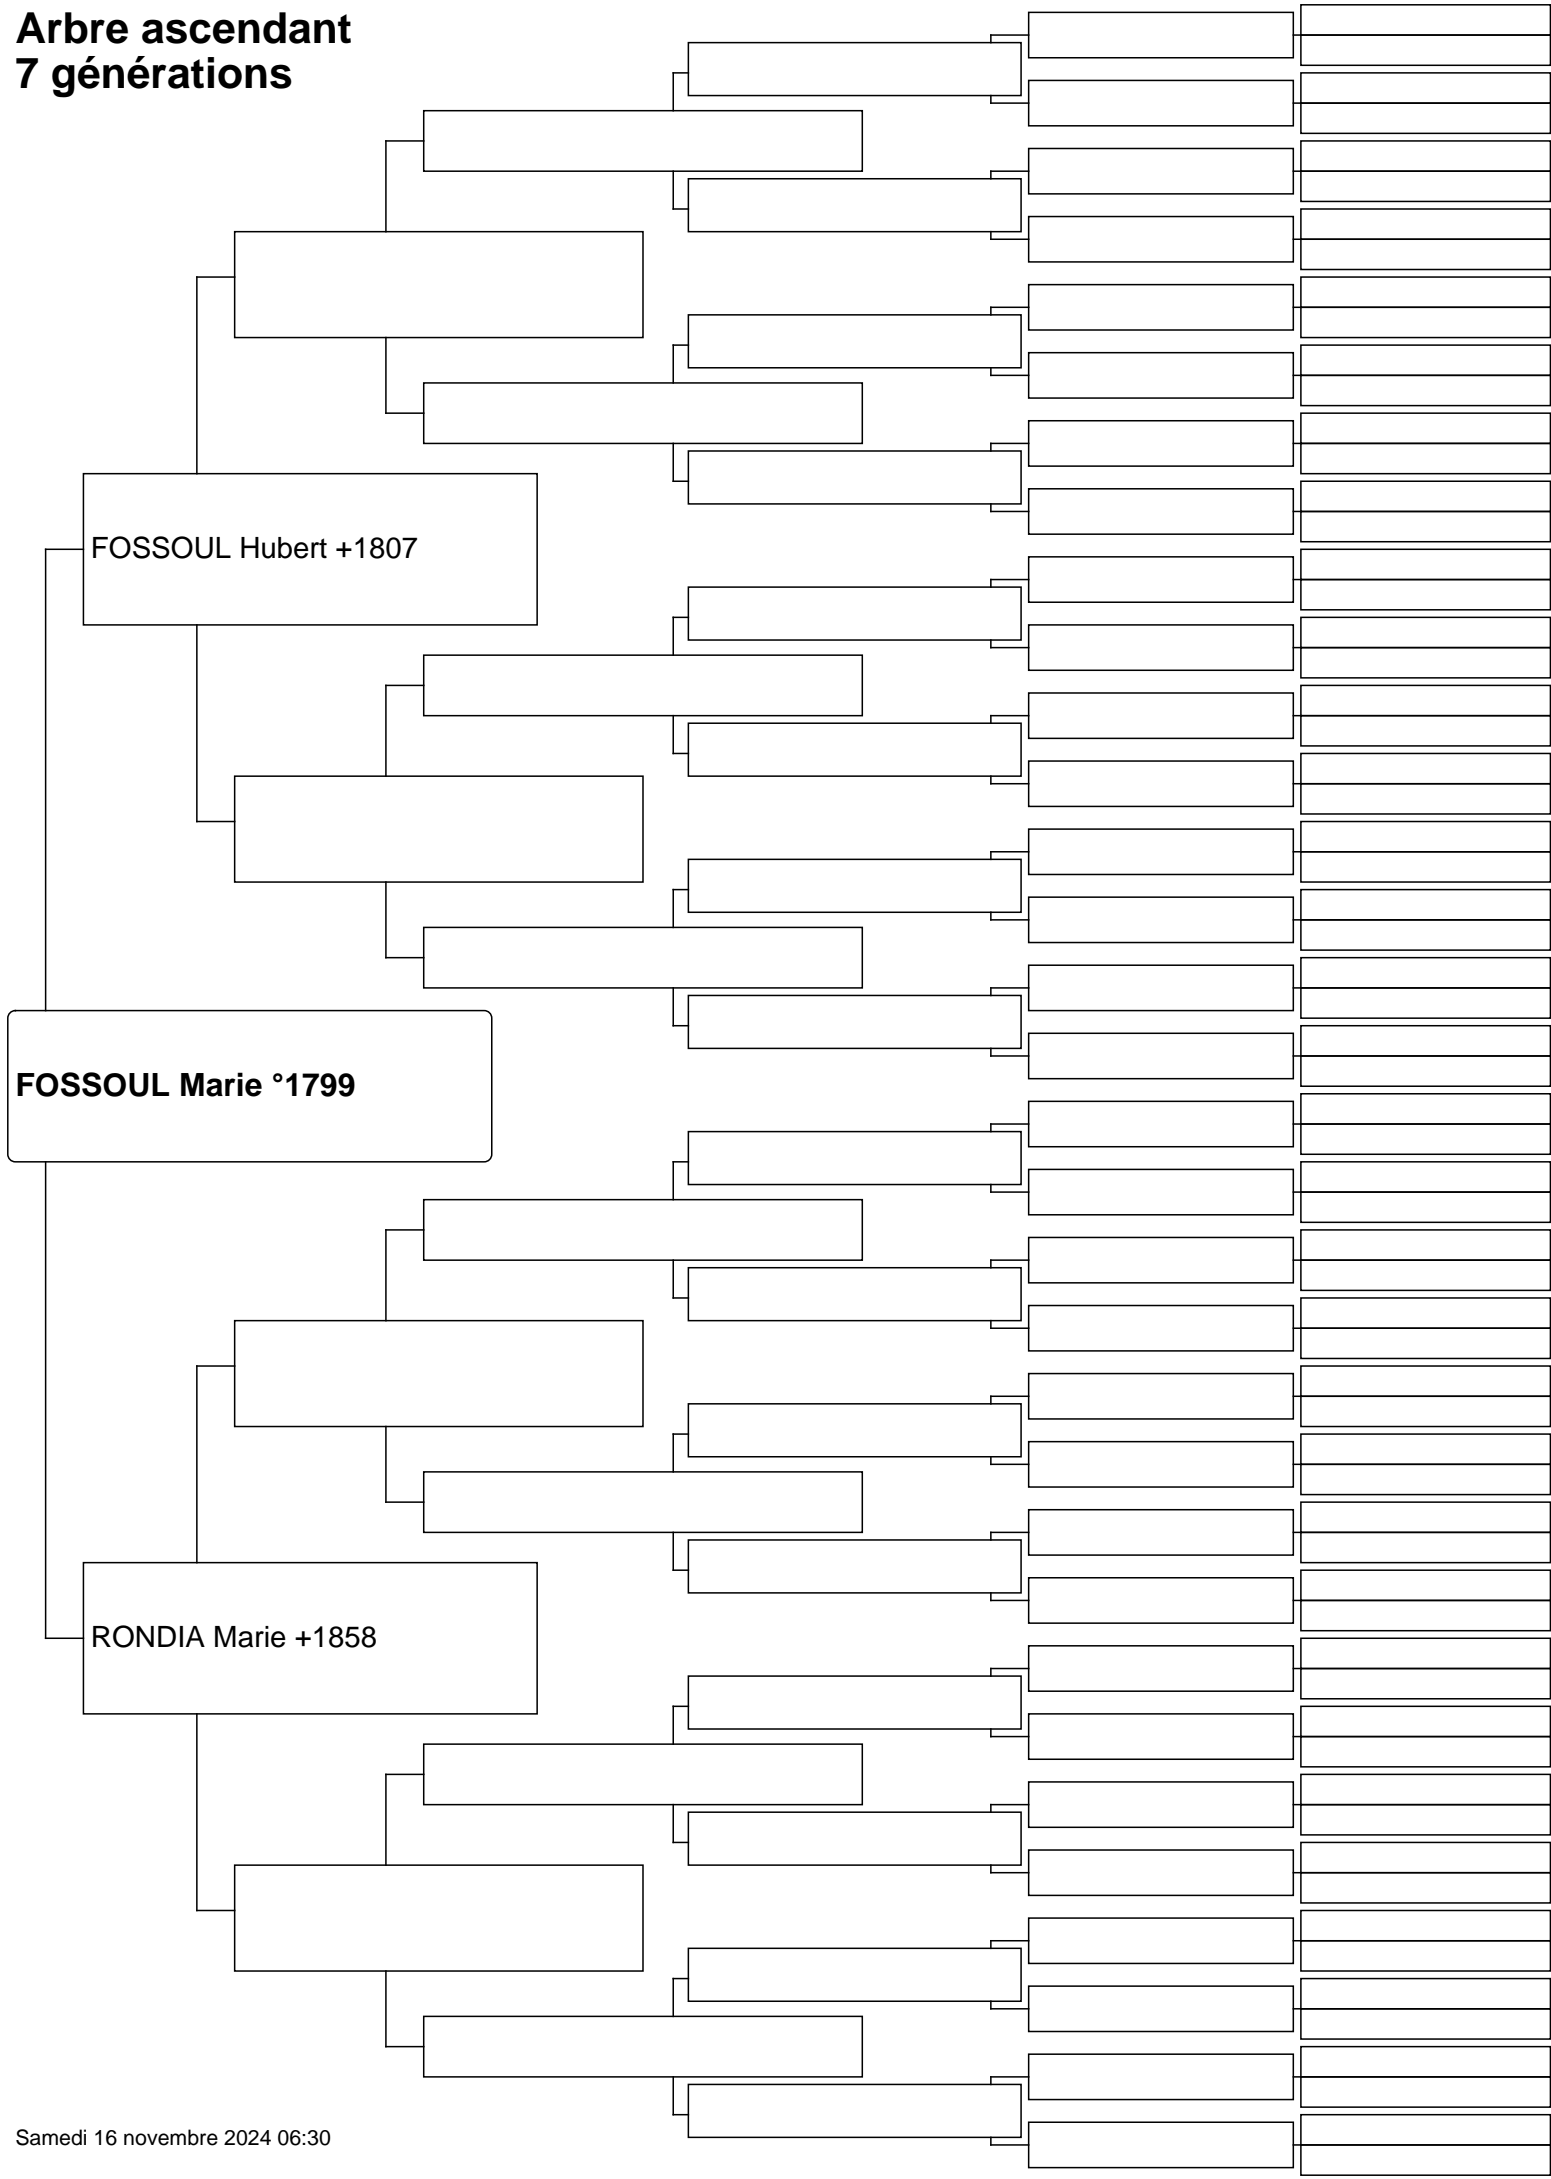 Arbre ascendant
7 générations
FOSSOUL Hubert +1807
FOSSOUL Marie °1799
RONDIA Marie +1858
Samedi 16 novembre 2024 06:30